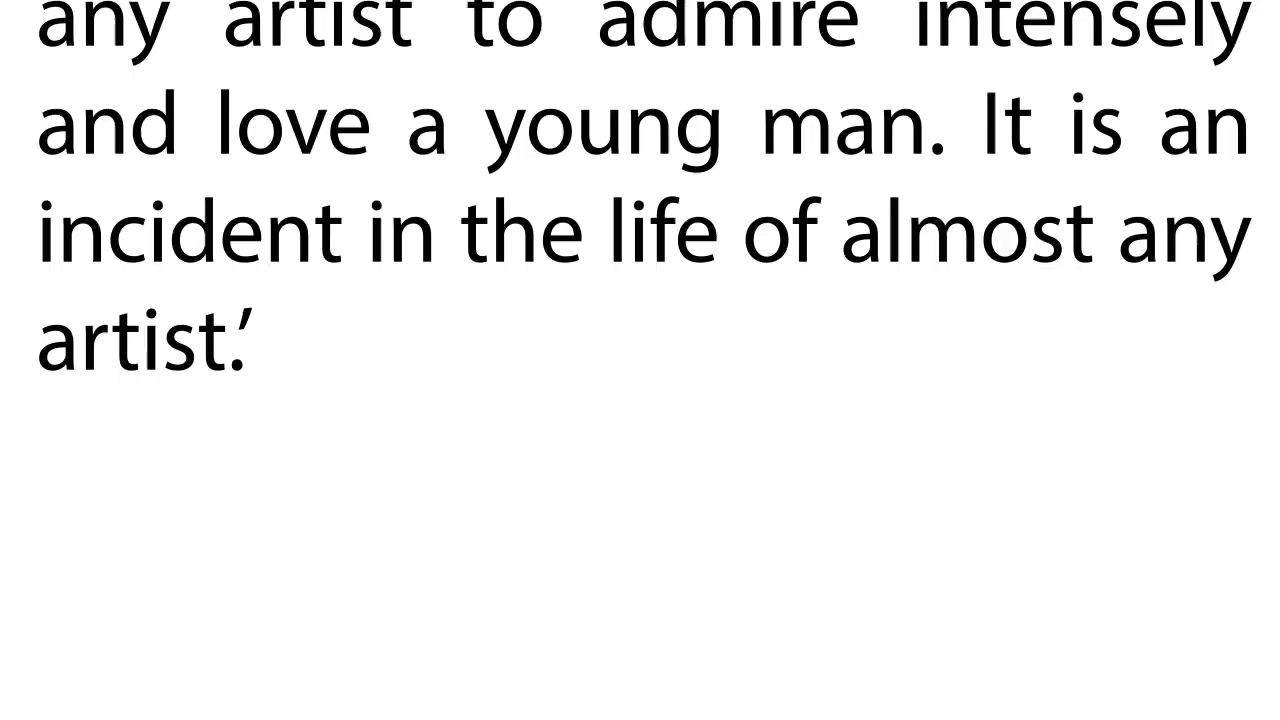 any artist to admire intensely
and love a young man. It is an
incident in the life of almost any
artist.’